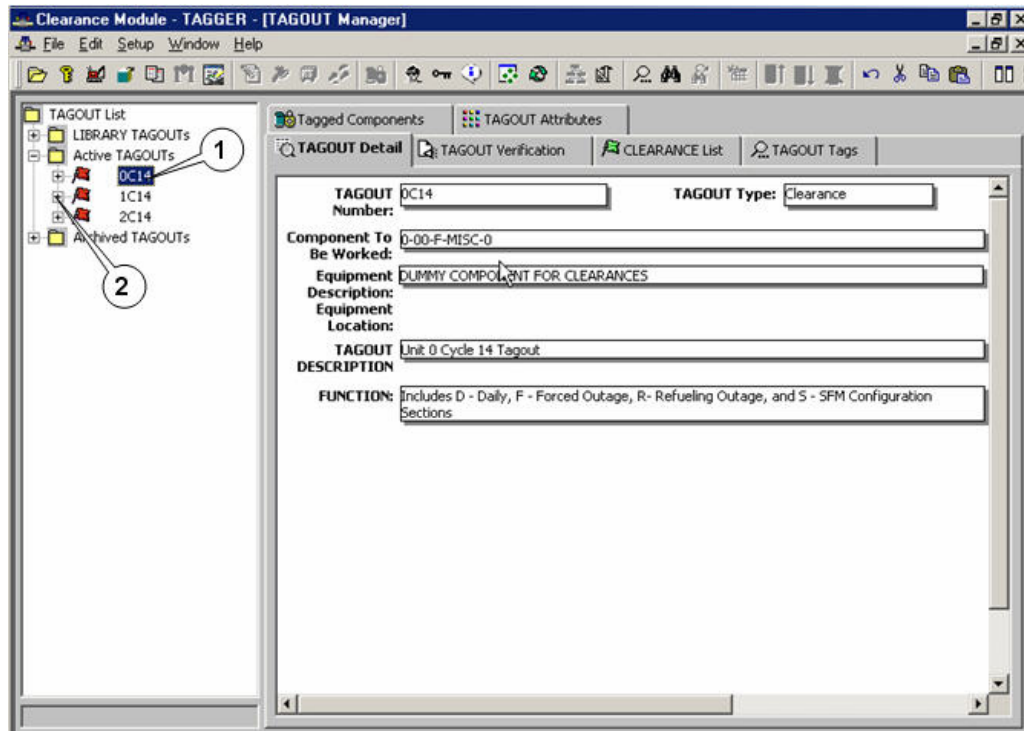 Clearance Module - TAGGER - [TAGOUT Manager]
File Edit Setup Window Help
TAGOUT List
LIBRARY TAGOUTs
Active TAGOUTs
0C14
1C14
2C14
Archived TAGOUTs
1
2
Tagged Components TAGOUT Attributes
TAGOUT Detail TAGOUT Verification CLEARANCE List TAGOUT Tags
TAGOUT Number: 0C14 TAGOUT Type: Clearance
Component To Be Worked: 0-00-F-MISC-0
Equipment Description: DUMMY COMPONENT FOR CLEARANCES
Equipment Location:
TAGOUT DESCRIPTION Unit 0 Cycle 14 Tagout
FUNCTION: Includes D - Daily, F - Forced Outage, R- Refueling Outage, and S - SFM Configuration
Sections